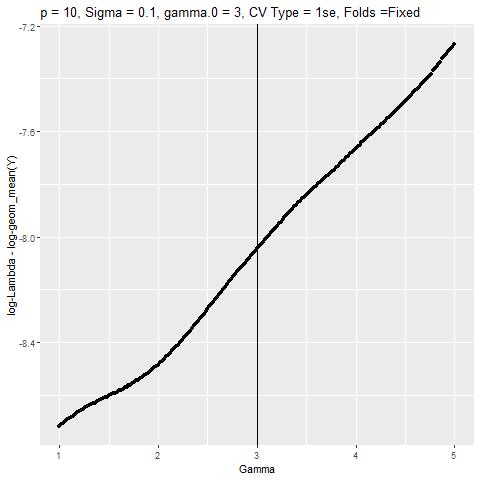 p = 10, Sigma = 0.1, gamma.0 = 3, CV Type = 1se, Folds =Fixed
log-Lambda - log-geom_mean(Y)
-7.2
-7.6
-8.0
-8.4
1 2 3 4 5
Gamma